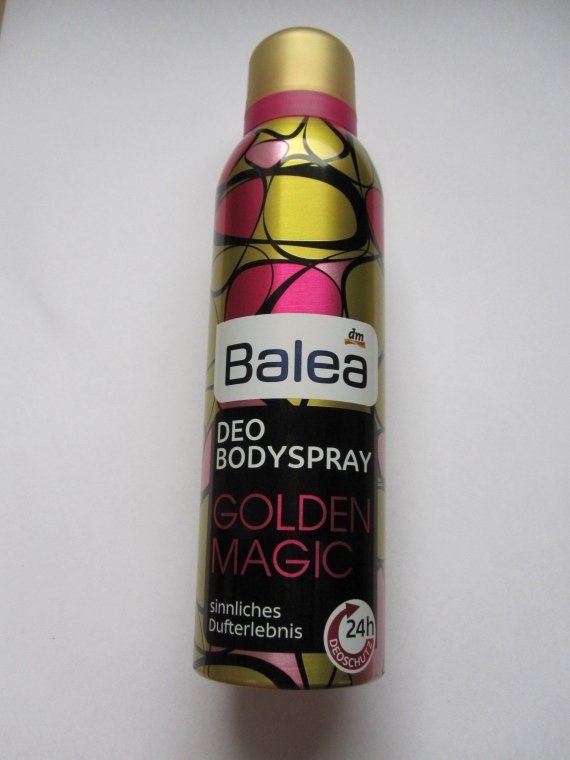 dm
Balea
DEO
BODYSPRAY
GOLDEN
MAGIC
sinnliches
Dufterlebnis
24h
DEOSCHUTZ